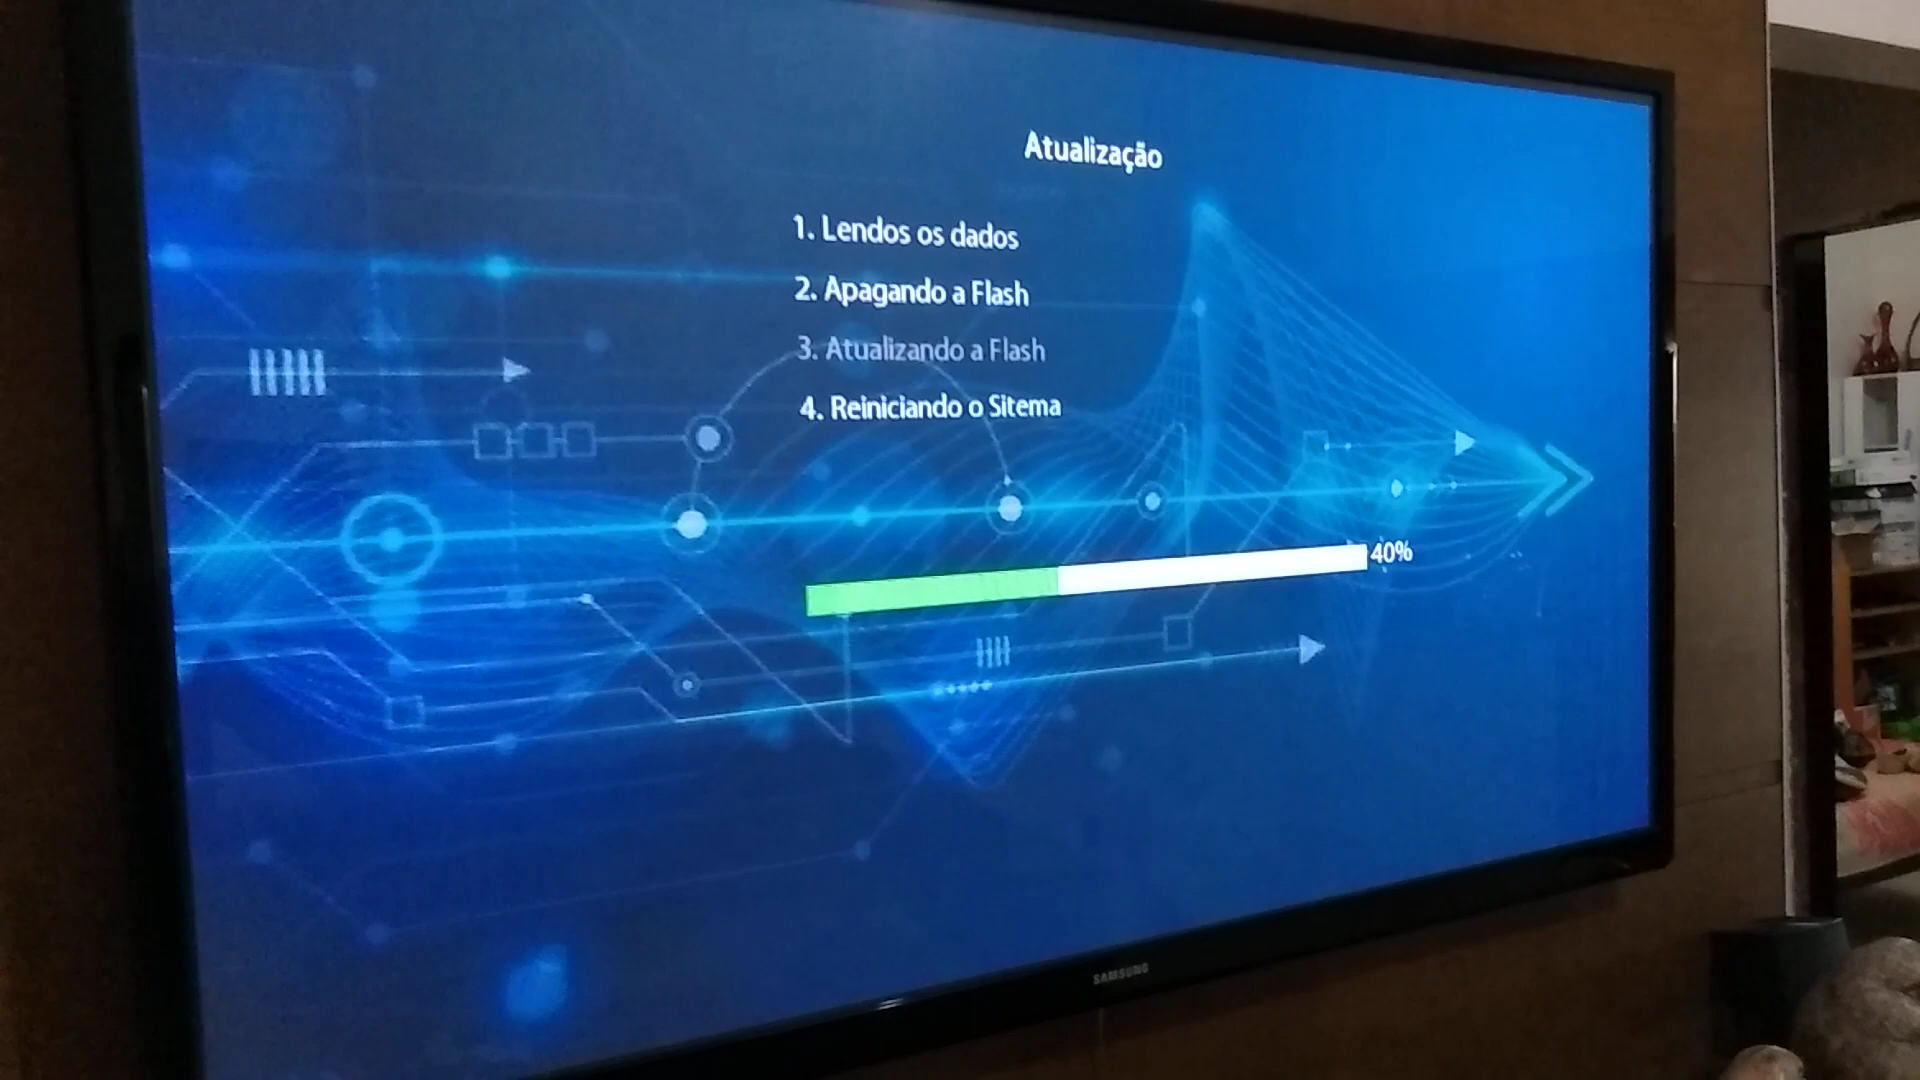 Atualização
1. Lendos os dados
2. Apagando a Flash
3. Atualizando a Flash
4. Reiniciando o Sitema
40%
SAMSUNG